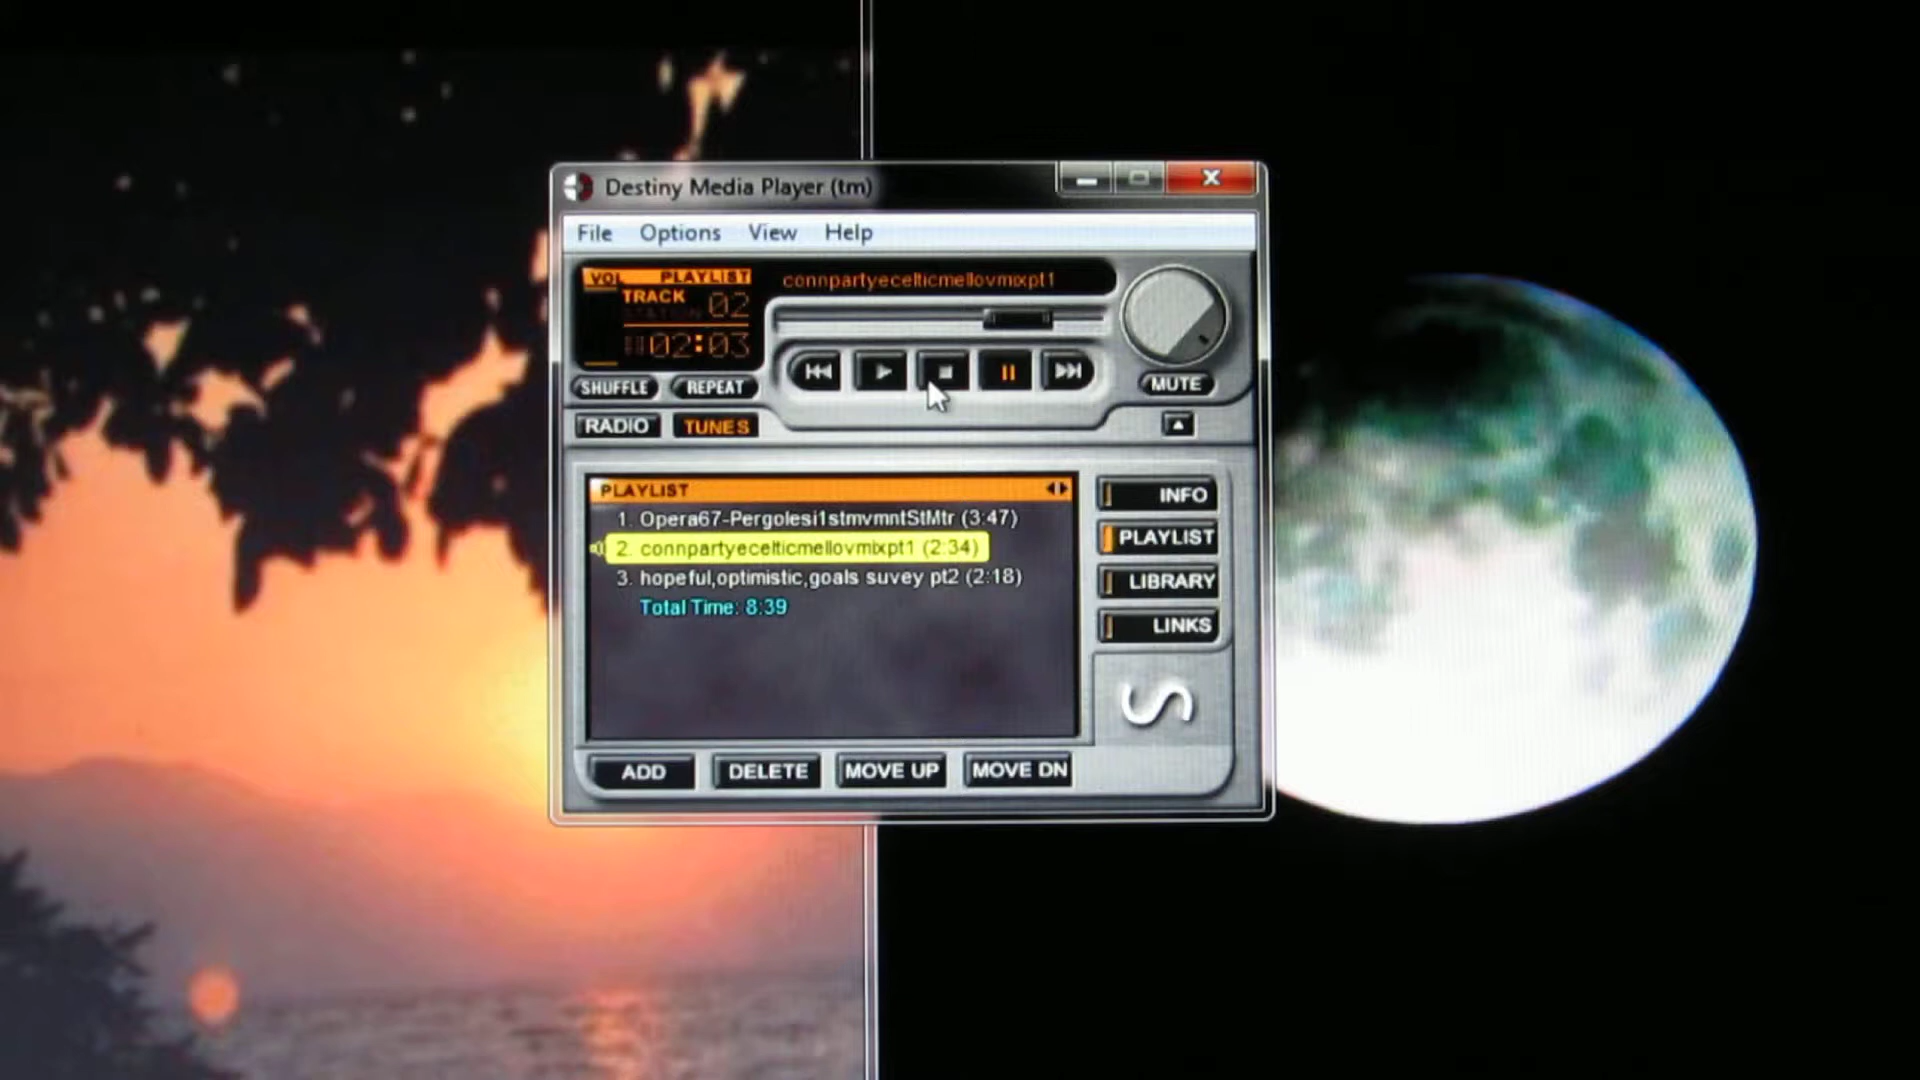 Destiny Media Player (tm)
File Options View Help
VOL PLAYLIST
TRACK 02
STATION
02:03
connpartyecelticmellovmixpt1
SHUFFLE REPEAT
MUTE
RADIO TUNES
PLAYLIST
1. Opera67-Pergolesi1stmvmntStMtr (3:47)
2. connpartyecelticmellovmixpt1 (2:34)
3. hopeful,optimistic,goals suvey pt2 (2:18)
Total Time: 8:39
INFO
PLAYLIST
LIBRARY
LINKS
ADD DELETE MOVE UP MOVE DN